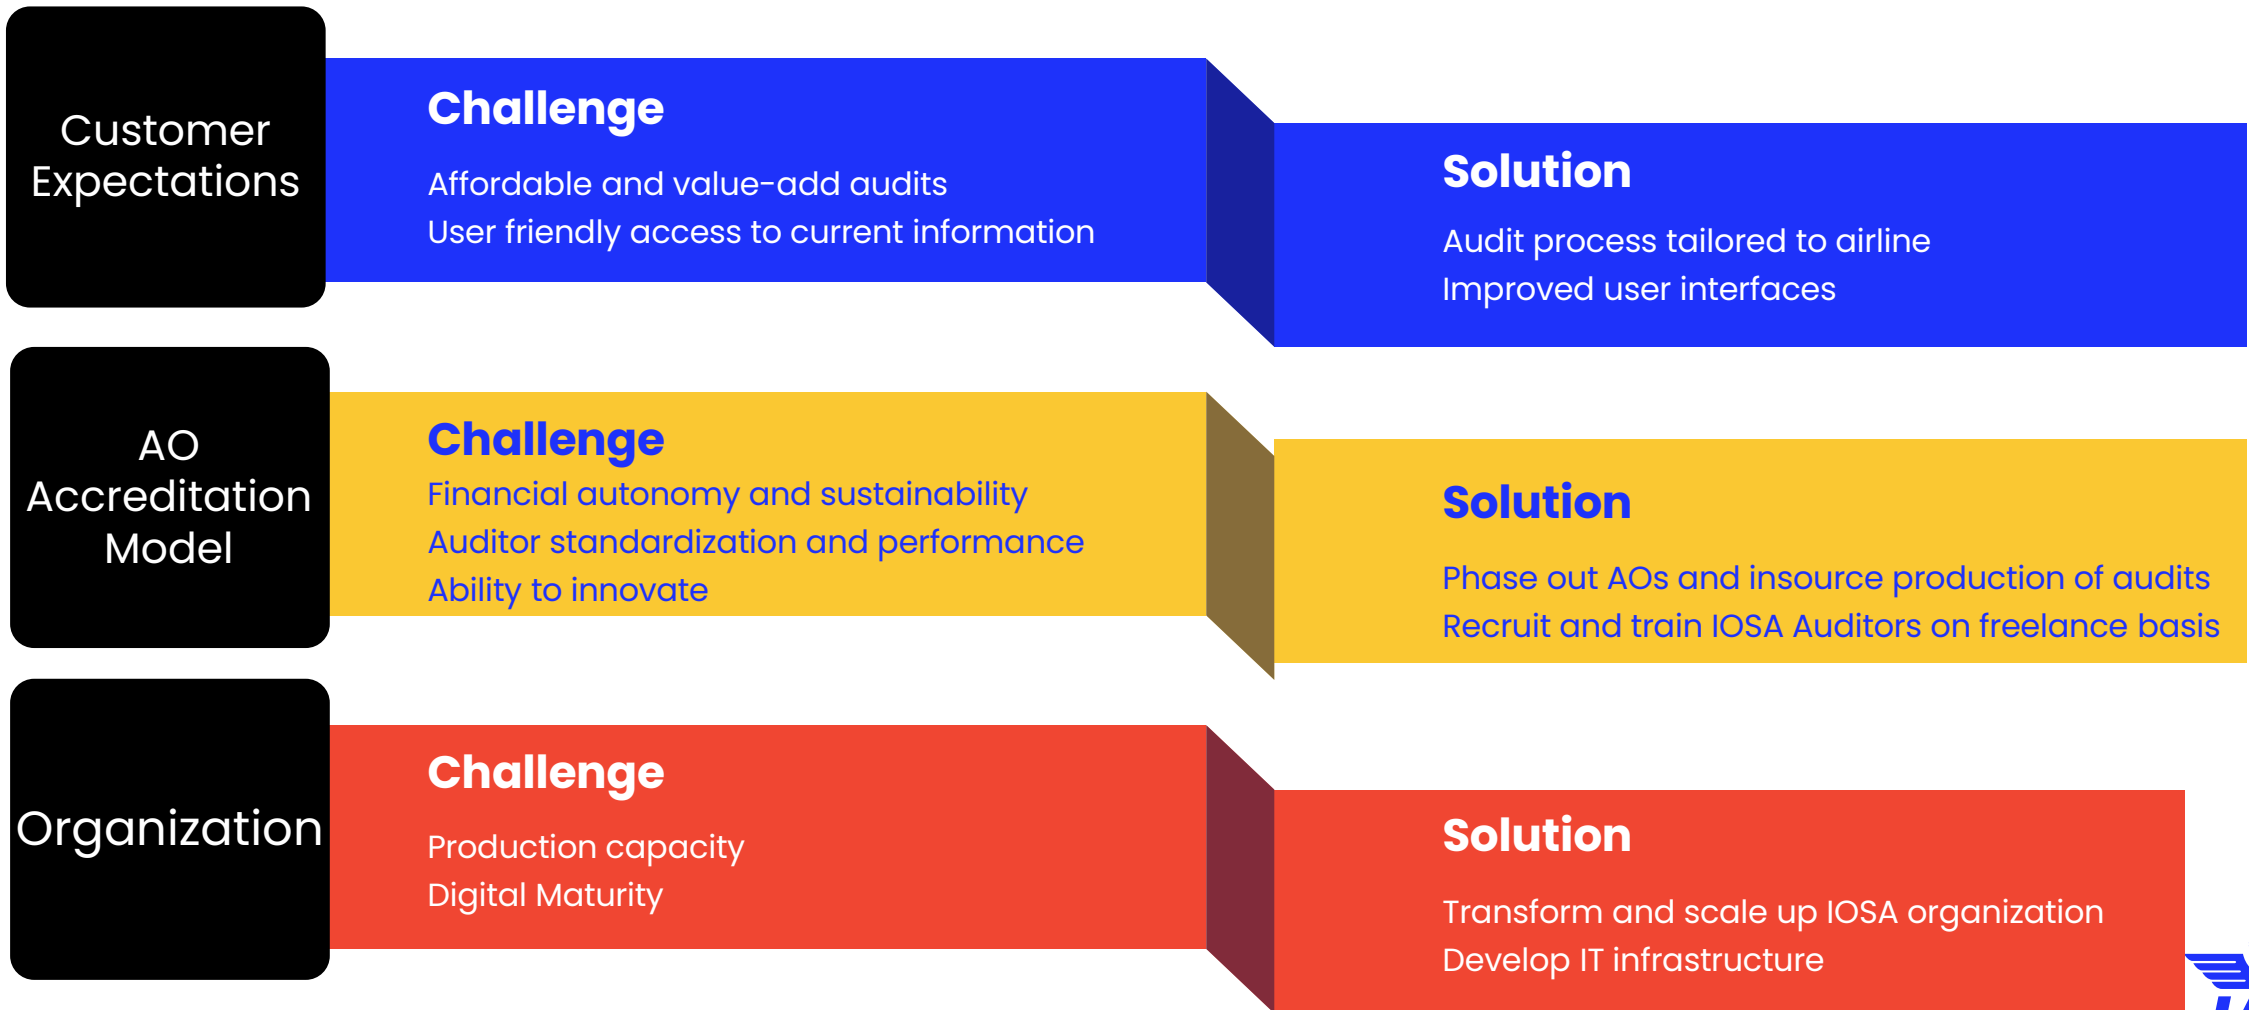 Customer
Expectations
Challenge
Affordable and value-add audits
User friendly access to current information
Solution
Audit process tailored to airline
Improved user interfaces
AO
Accreditation
Model
Challenge
Financial autonomy and sustainability
Auditor standardization and performance
Ability to innovate
Solution
Phase out AOs and insource production of audits
Recruit and train IOSA Auditors on freelance basis
Organization
Challenge
Production capacity
Digital Maturity
Solution
Transform and scale up IOSA organization
Develop IT infrastructure